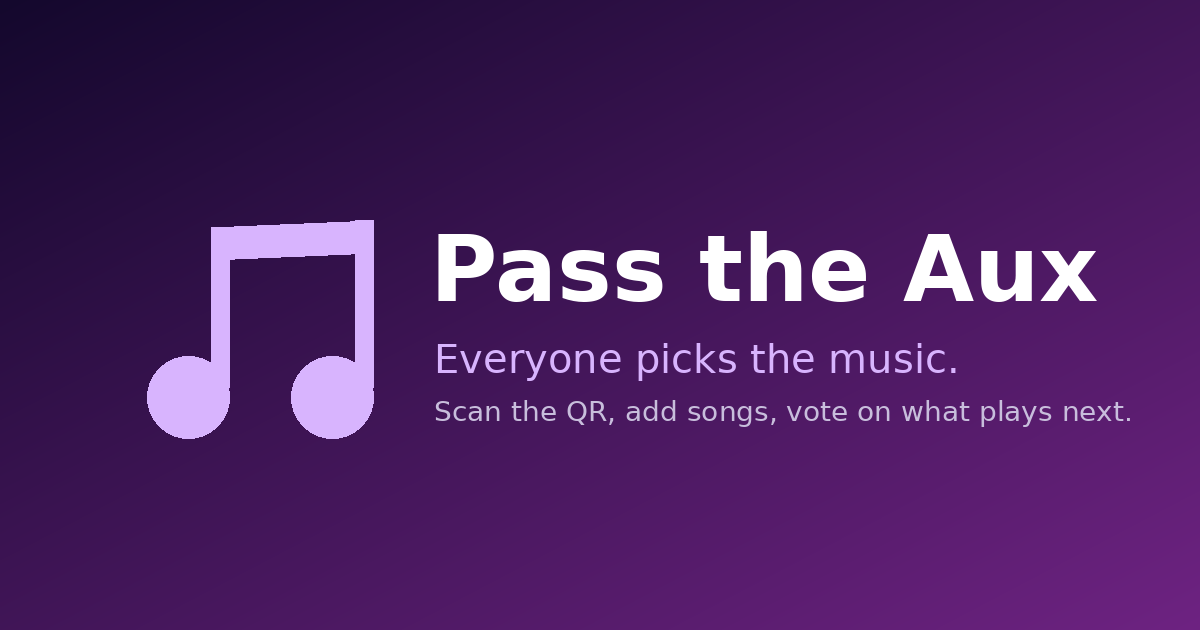 Pass the Aux
Everyone picks the music.
Scan the QR, add songs, vote on what plays next.